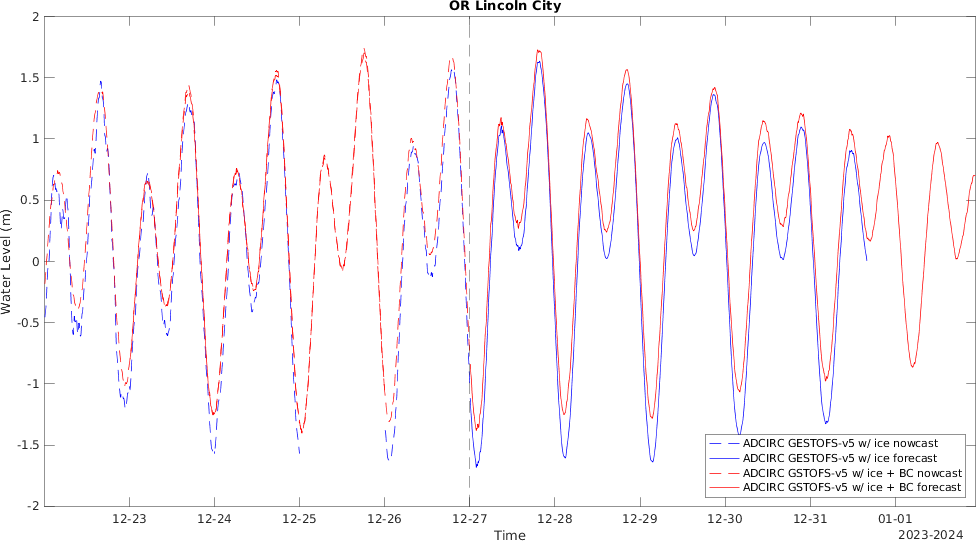 OR Lincoln City
2
1.5
1
0.5
0
-0.5
-1
-1.5
-2
Water Level (m)
12-23 12-24 12-25 12-26 12-27 12-28 12-29 12-30 12-31 01-01
Time
2023-2024
ADCIRC GESTOFS-v5 w/ ice nowcast
ADCIRC GESTOFS-v5 w/ ice forecast
ADCIRC GSTOFS-v5 w/ ice + BC nowcast
ADCIRC GSTOFS-v5 w/ ice + BC forecast